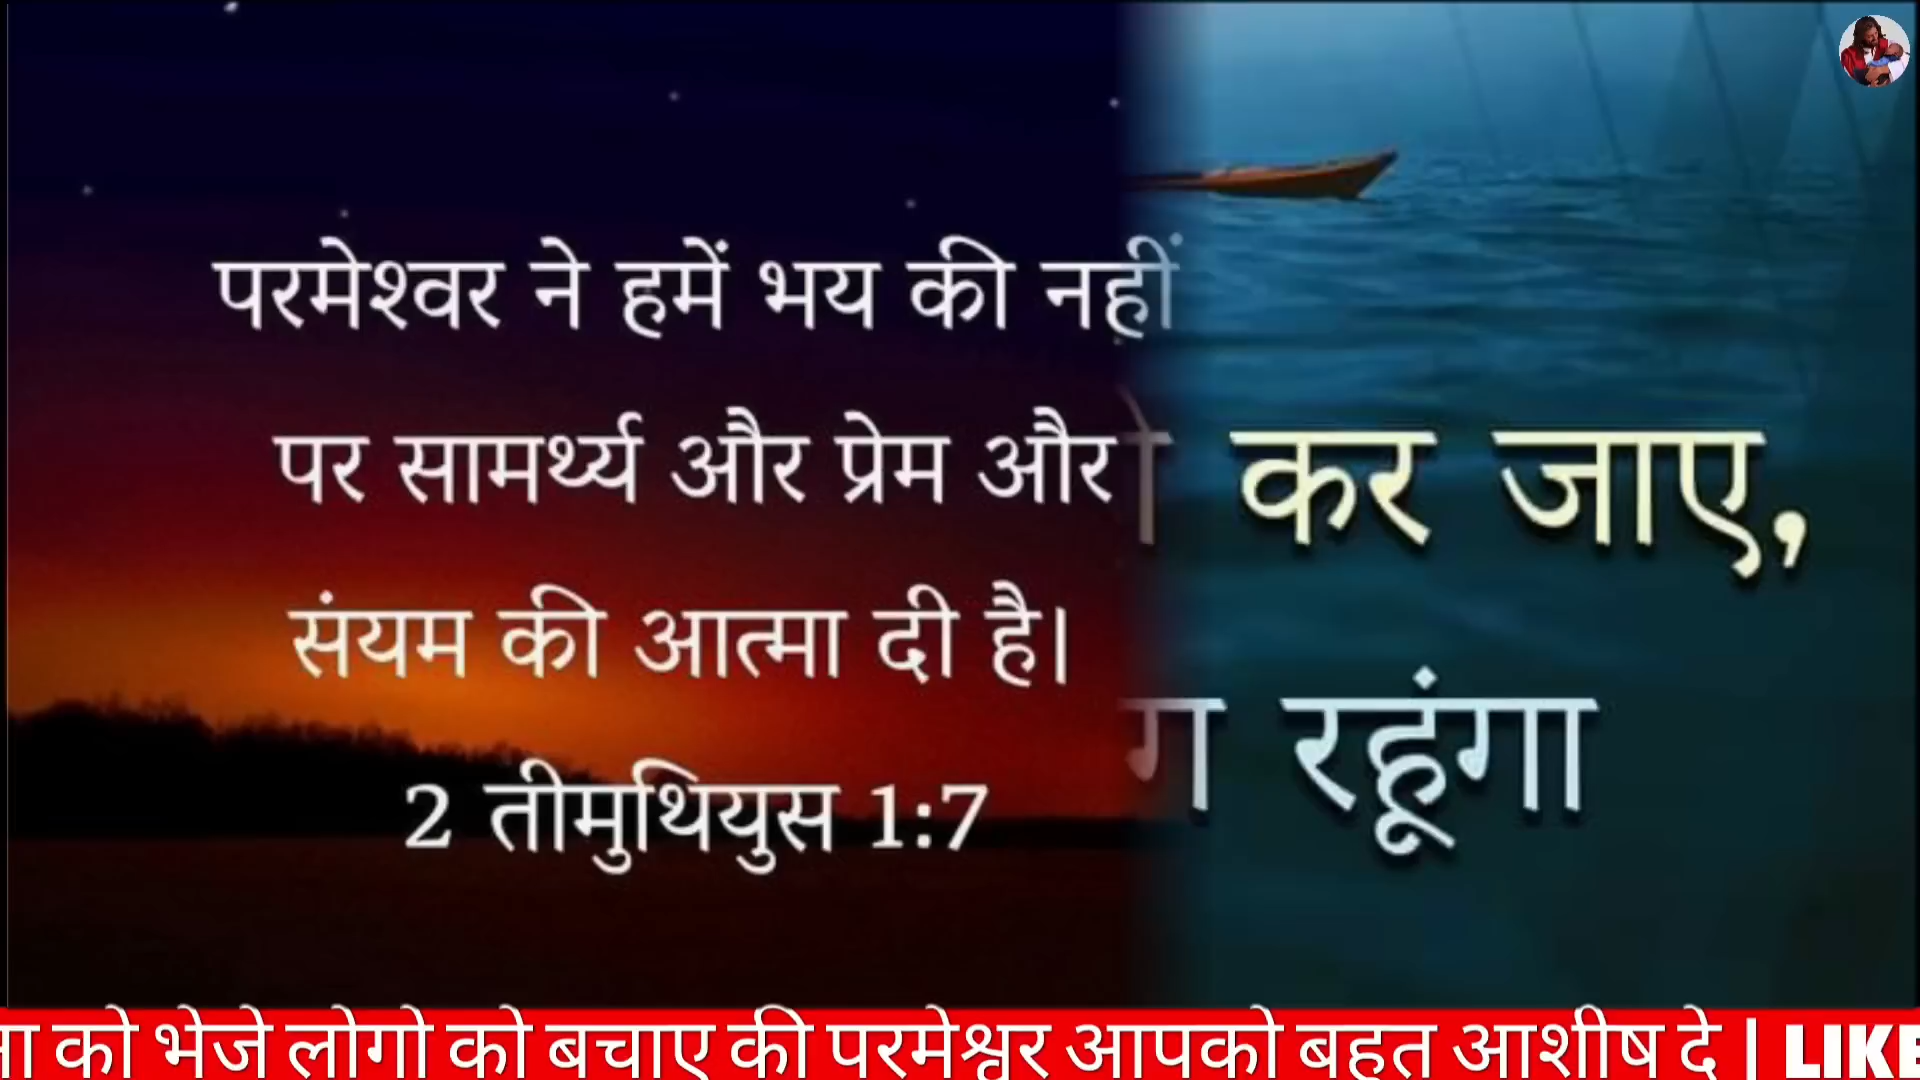 परमेश्वर ने हमें भय की नहीं
पर सामर्थ्य और प्रेम और
संयम की आत्मा दी है।
2 तीमुथियुस 1:7
कर जाए,
रहूंगा
को भेजे लोगो को बचाए की परमेश्वर आपको बहुत आशीष दे | LIKE